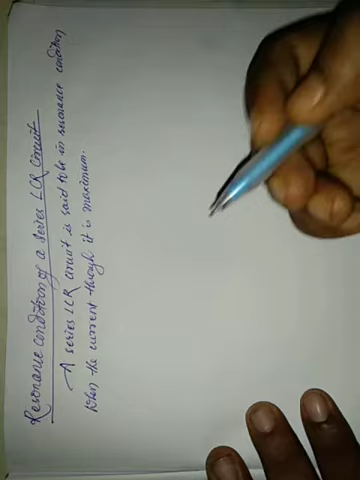 Resonance condition of a series LCR Circuit
A series LCR circuit is said to be in resonance condition
when the current through it is maximum.